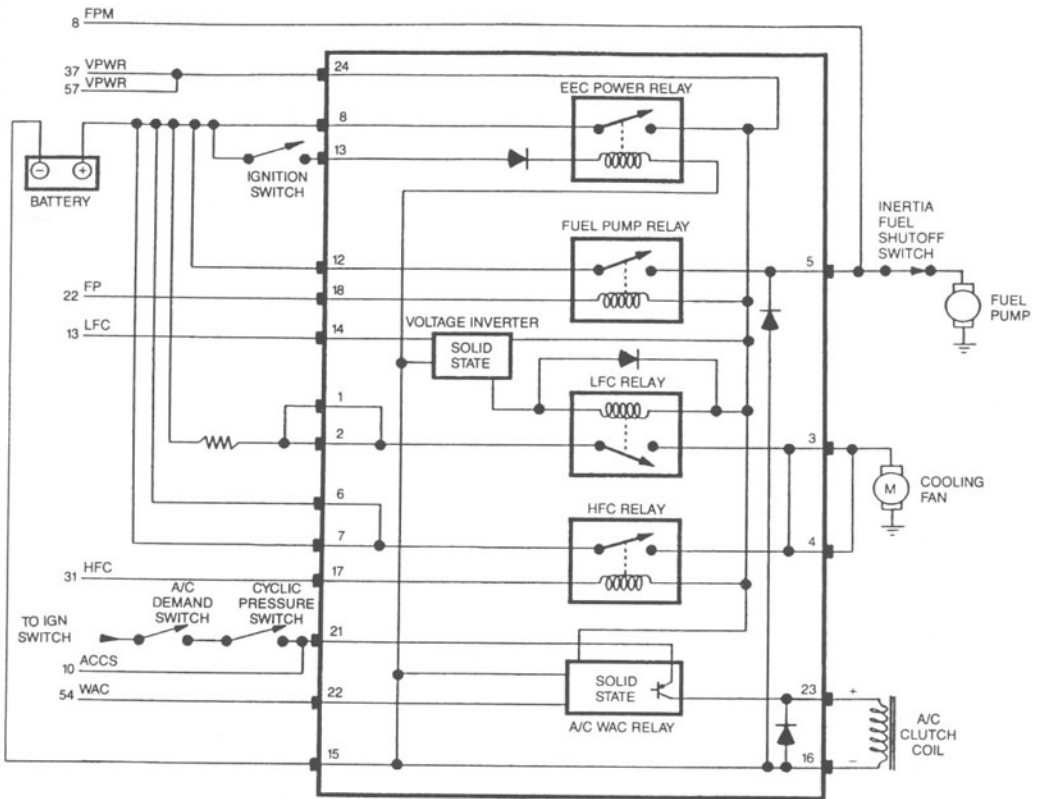 8 FPM
37 VPWR
57 VPWR
24
EEC POWER RELAY
8
13
IGNITION
SWITCH
BATTERY
FUEL PUMP RELAY
INERTIA
FUEL
SHUTOFF
SWITCH
12
5
22 FP
18
FUEL
PUMP
13 LFC
14
VOLTAGE INVERTER
SOLID
STATE
LFC RELAY
1
2
3
M
COOLING
FAN
6
HFC RELAY
7
4
31 HFC
17
A/C
DEMAND
SWITCH
CYCLIC
PRESSURE
SWITCH
TO IGN
SWITCH
21
10 ACCS
54 WAC
22
SOLID
STATE
A/C WAC RELAY
23
+
A/C
CLUTCH
COIL
15
16
−